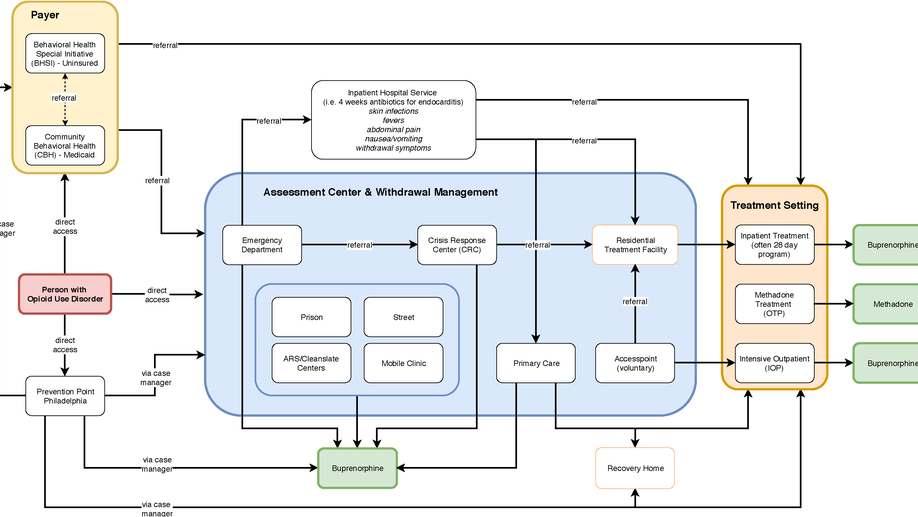 Payer
Behavioral Health
Special Initiative
(BHSI) - Uninsured
referral
Community
Behavioral Health
(CBH) - Medicaid
referral
referral
direct
access
case
manager
Person with
Opioid Use Disorder
direct
access
direct
access
Prevention Point
Philadelphia
via case
manager
via case
manager
via case
manager
Inpatient Hospital Service
(i.e. 4 weeks antibiotics for endocarditis)
skin infections
fevers
abdominal pain
nausea/vomiting
withdrawal symptoms
referral
referral
referral
Assessment Center & Withdrawal Management
Emergency
Department
referral
Crisis Response
Center (CRC)
referral
Residential
Treatment Facility
Prison
Street
ARS/Cleanslate
Centers
Mobile Clinic
referral
Primary Care
Accesspoint
(voluntary)
Buprenorphine
Recovery Home
Treatment Setting
Inpatient Treatment
(often 28 day
program)
Methadone
Treatment
(OTP)
Intensive Outpatient
(IOP)
Buprenorphine
Methadone
Buprenorphine